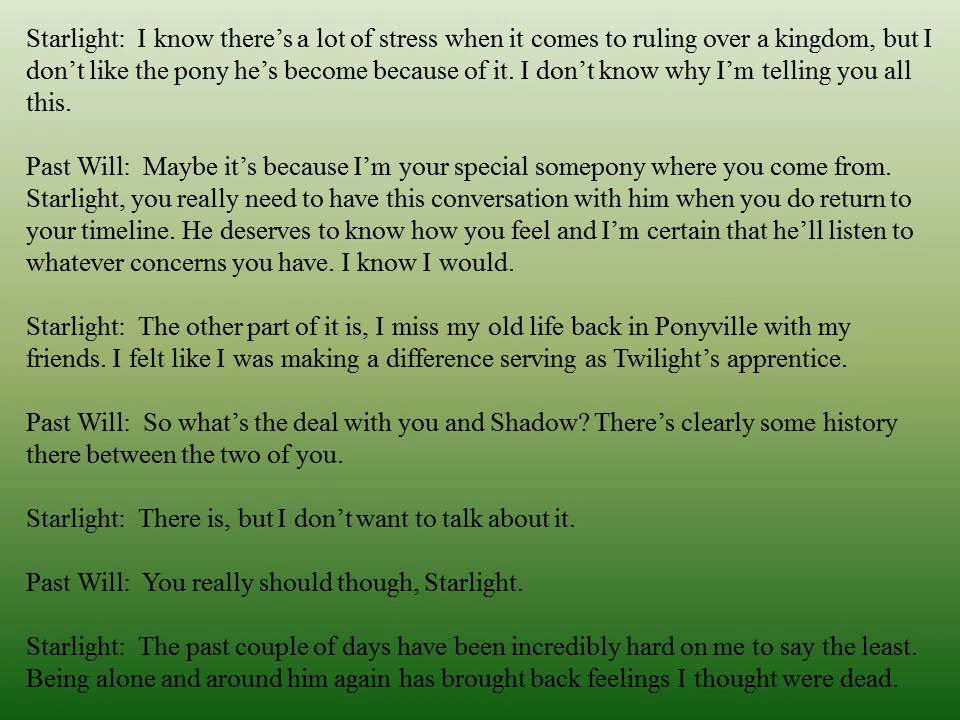 Starlight:  I know there’s a lot of stress when it comes to ruling over a kingdom, but I
don’t like the pony he’s become because of it. I don’t know why I’m telling you all
this.

Past Will:  Maybe it’s because I’m your special somepony where you come from.
Starlight, you really need to have this conversation with him when you do return to
your timeline. He deserves to know how you feel and I’m certain that he’ll listen to
whatever concerns you have. I know I would.

Starlight:  The other part of it is, I miss my old life back in Ponyville with my
friends. I felt like I was making a difference serving as Twilight’s apprentice.

Past Will:  So what’s the deal with you and Shadow? There’s clearly some history
there between the two of you.

Starlight:  There is, but I don’t want to talk about it.

Past Will:  You really should though, Starlight.

Starlight:  The past couple of days have been incredibly hard on me to say the least.
Being alone and around him again has brought back feelings I thought were dead.